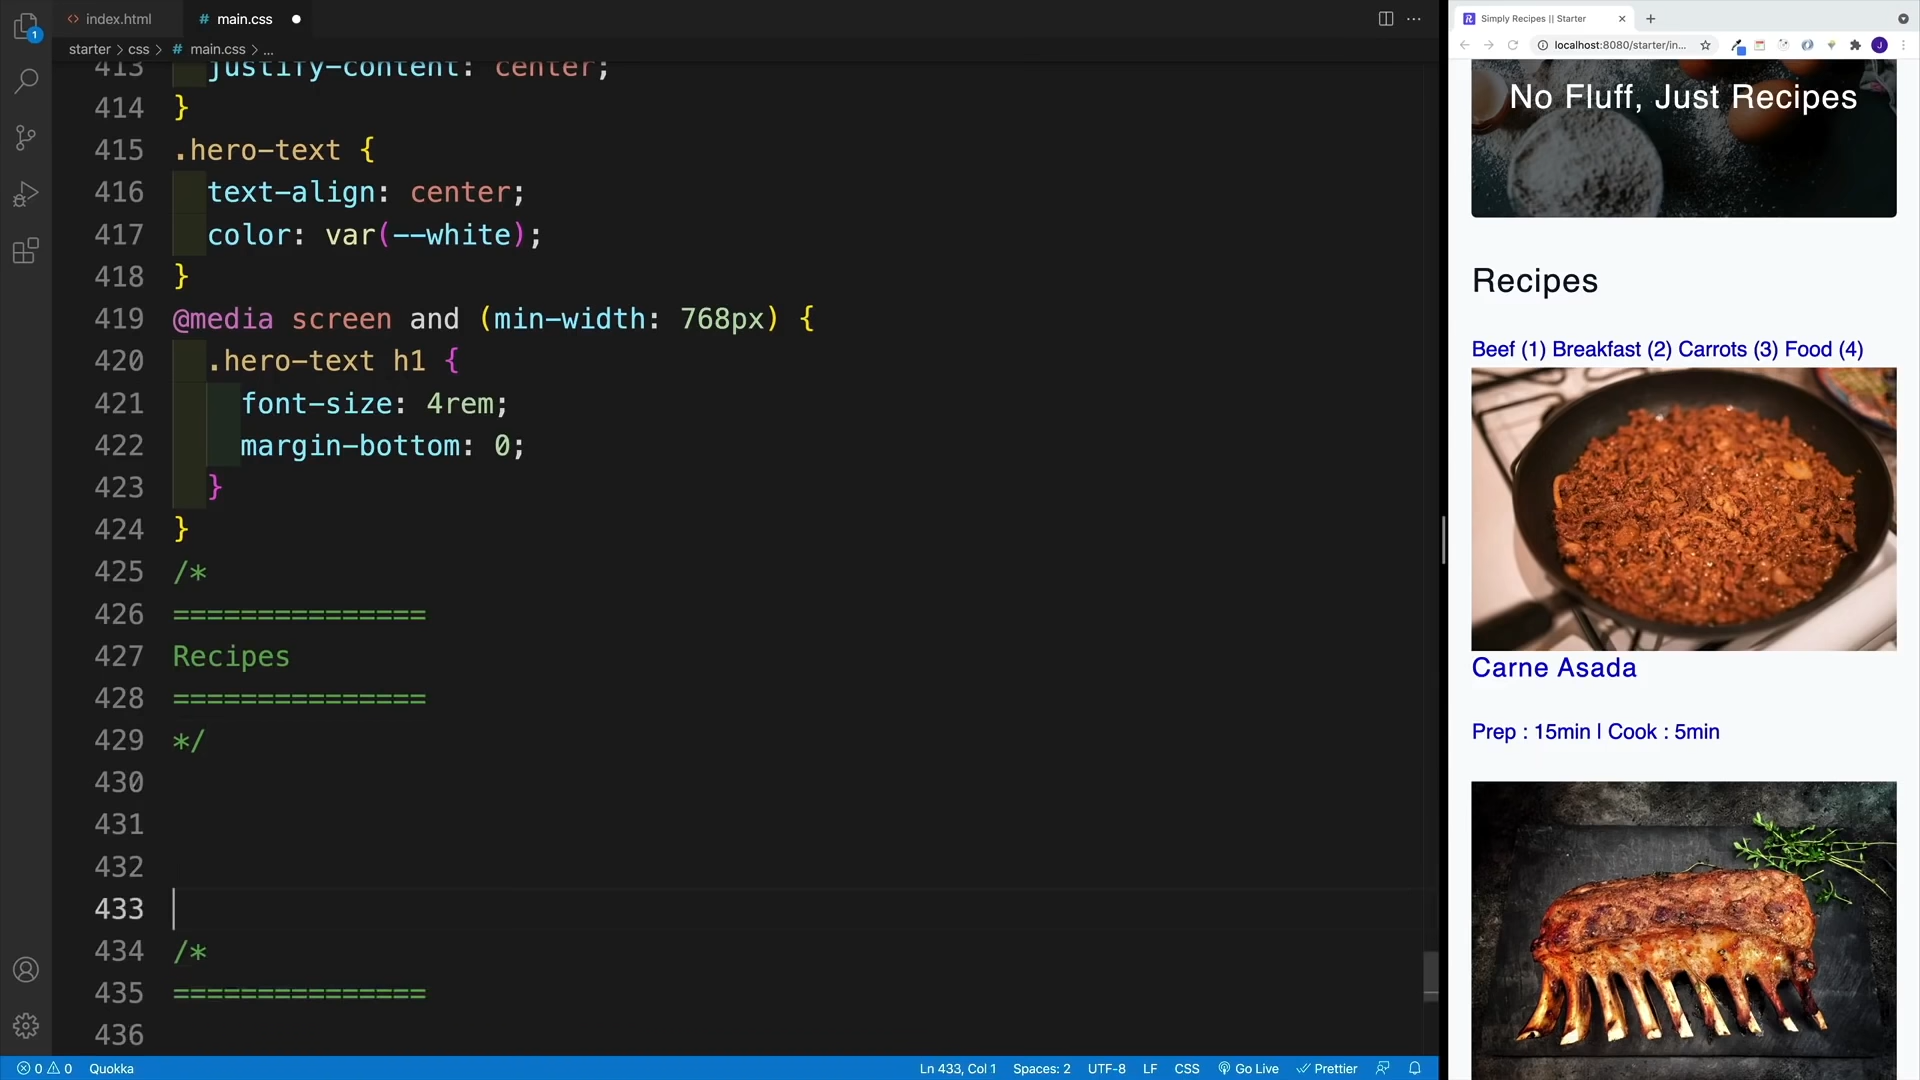 index.html
# main.css
starter > css > # main.css > ...
413 justify-content: center;
414 }
415 .hero-text {
416 text-align: center;
417 color: var(--white);
418 }
419 @media screen and (min-width: 768px) {
420 .hero-text h1 {
421 font-size: 4rem;
422 margin-bottom: 0;
423 }
424 }
425 /*
426 ===============
427 Recipes
428 ===============
429 */
430
431
432
433
434 /*
435 ===============
436
1
0 0 Quokka
Ln 433, Col 1 Spaces: 2 UTF-8 LF CSS Go Live Prettier
Simply Recipes || Starter
localhost:8080/starter/in...
J
No Fluff, Just Recipes
Recipes
Beef (1) Breakfast (2) Carrots (3) Food (4)
Carne Asada
Prep : 15min | Cook : 5min